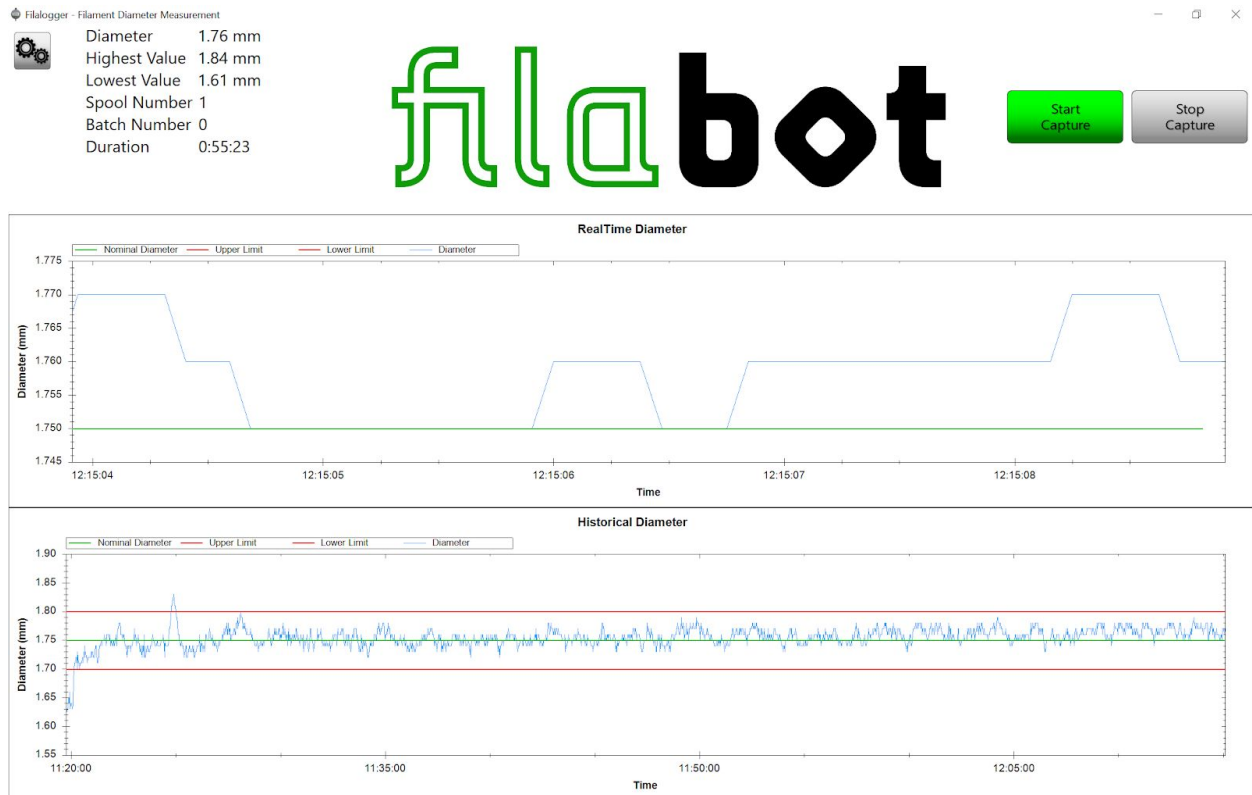 Filalogger - Filament Diameter Measurement
Diameter 1.76 mm
Highest Value 1.84 mm
Lowest Value 1.61 mm
Spool Number 1
Batch Number 0
Duration 0:55:23
filabot
Start
Capture
Stop
Capture
RealTime Diameter
Nominal Diameter Upper Limit Lower Limit Diameter
1.775
1.770
1.765
1.760
1.755
1.750
1.745
Diameter (mm)
12:15:04 12:15:05 12:15:06 12:15:07 12:15:08
Time
Historical Diameter
Nominal Diameter Upper Limit Lower Limit Diameter
1.90
1.85
1.80
1.75
1.70
1.65
1.60
1.55
Diameter (mm)
11:20:00 11:35:00 11:50:00 12:05:00
Time